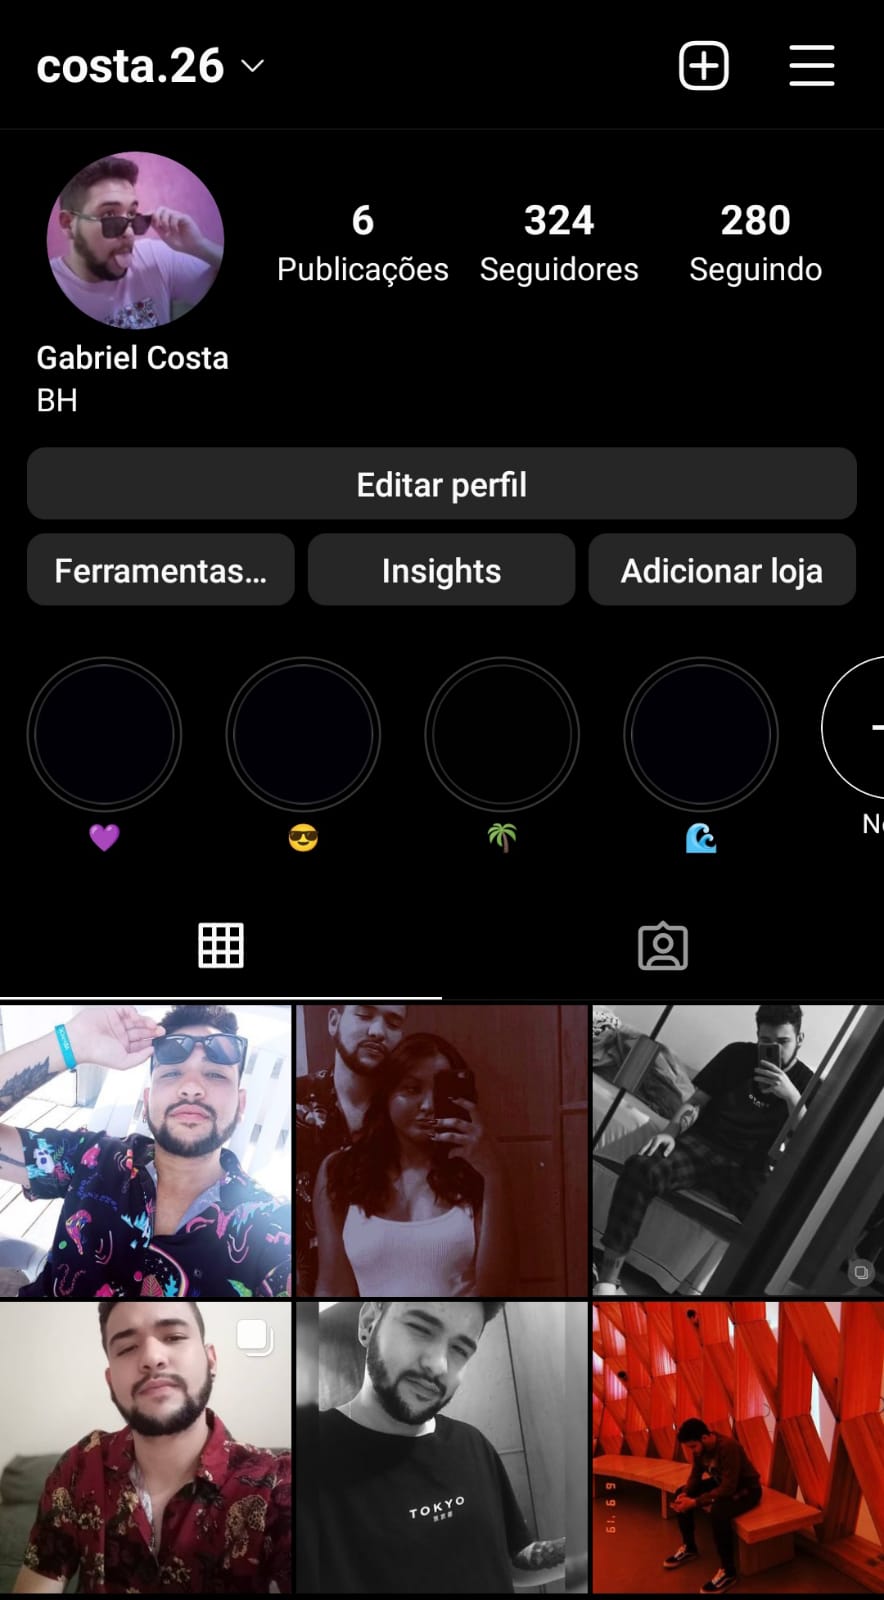 costa.26
6
Publicações
324
Seguidores
280
Seguindo
Gabriel Costa
BH
Editar perfil
Ferramentas...
Insights
Adicionar loja
TOKYO
6 9 '19